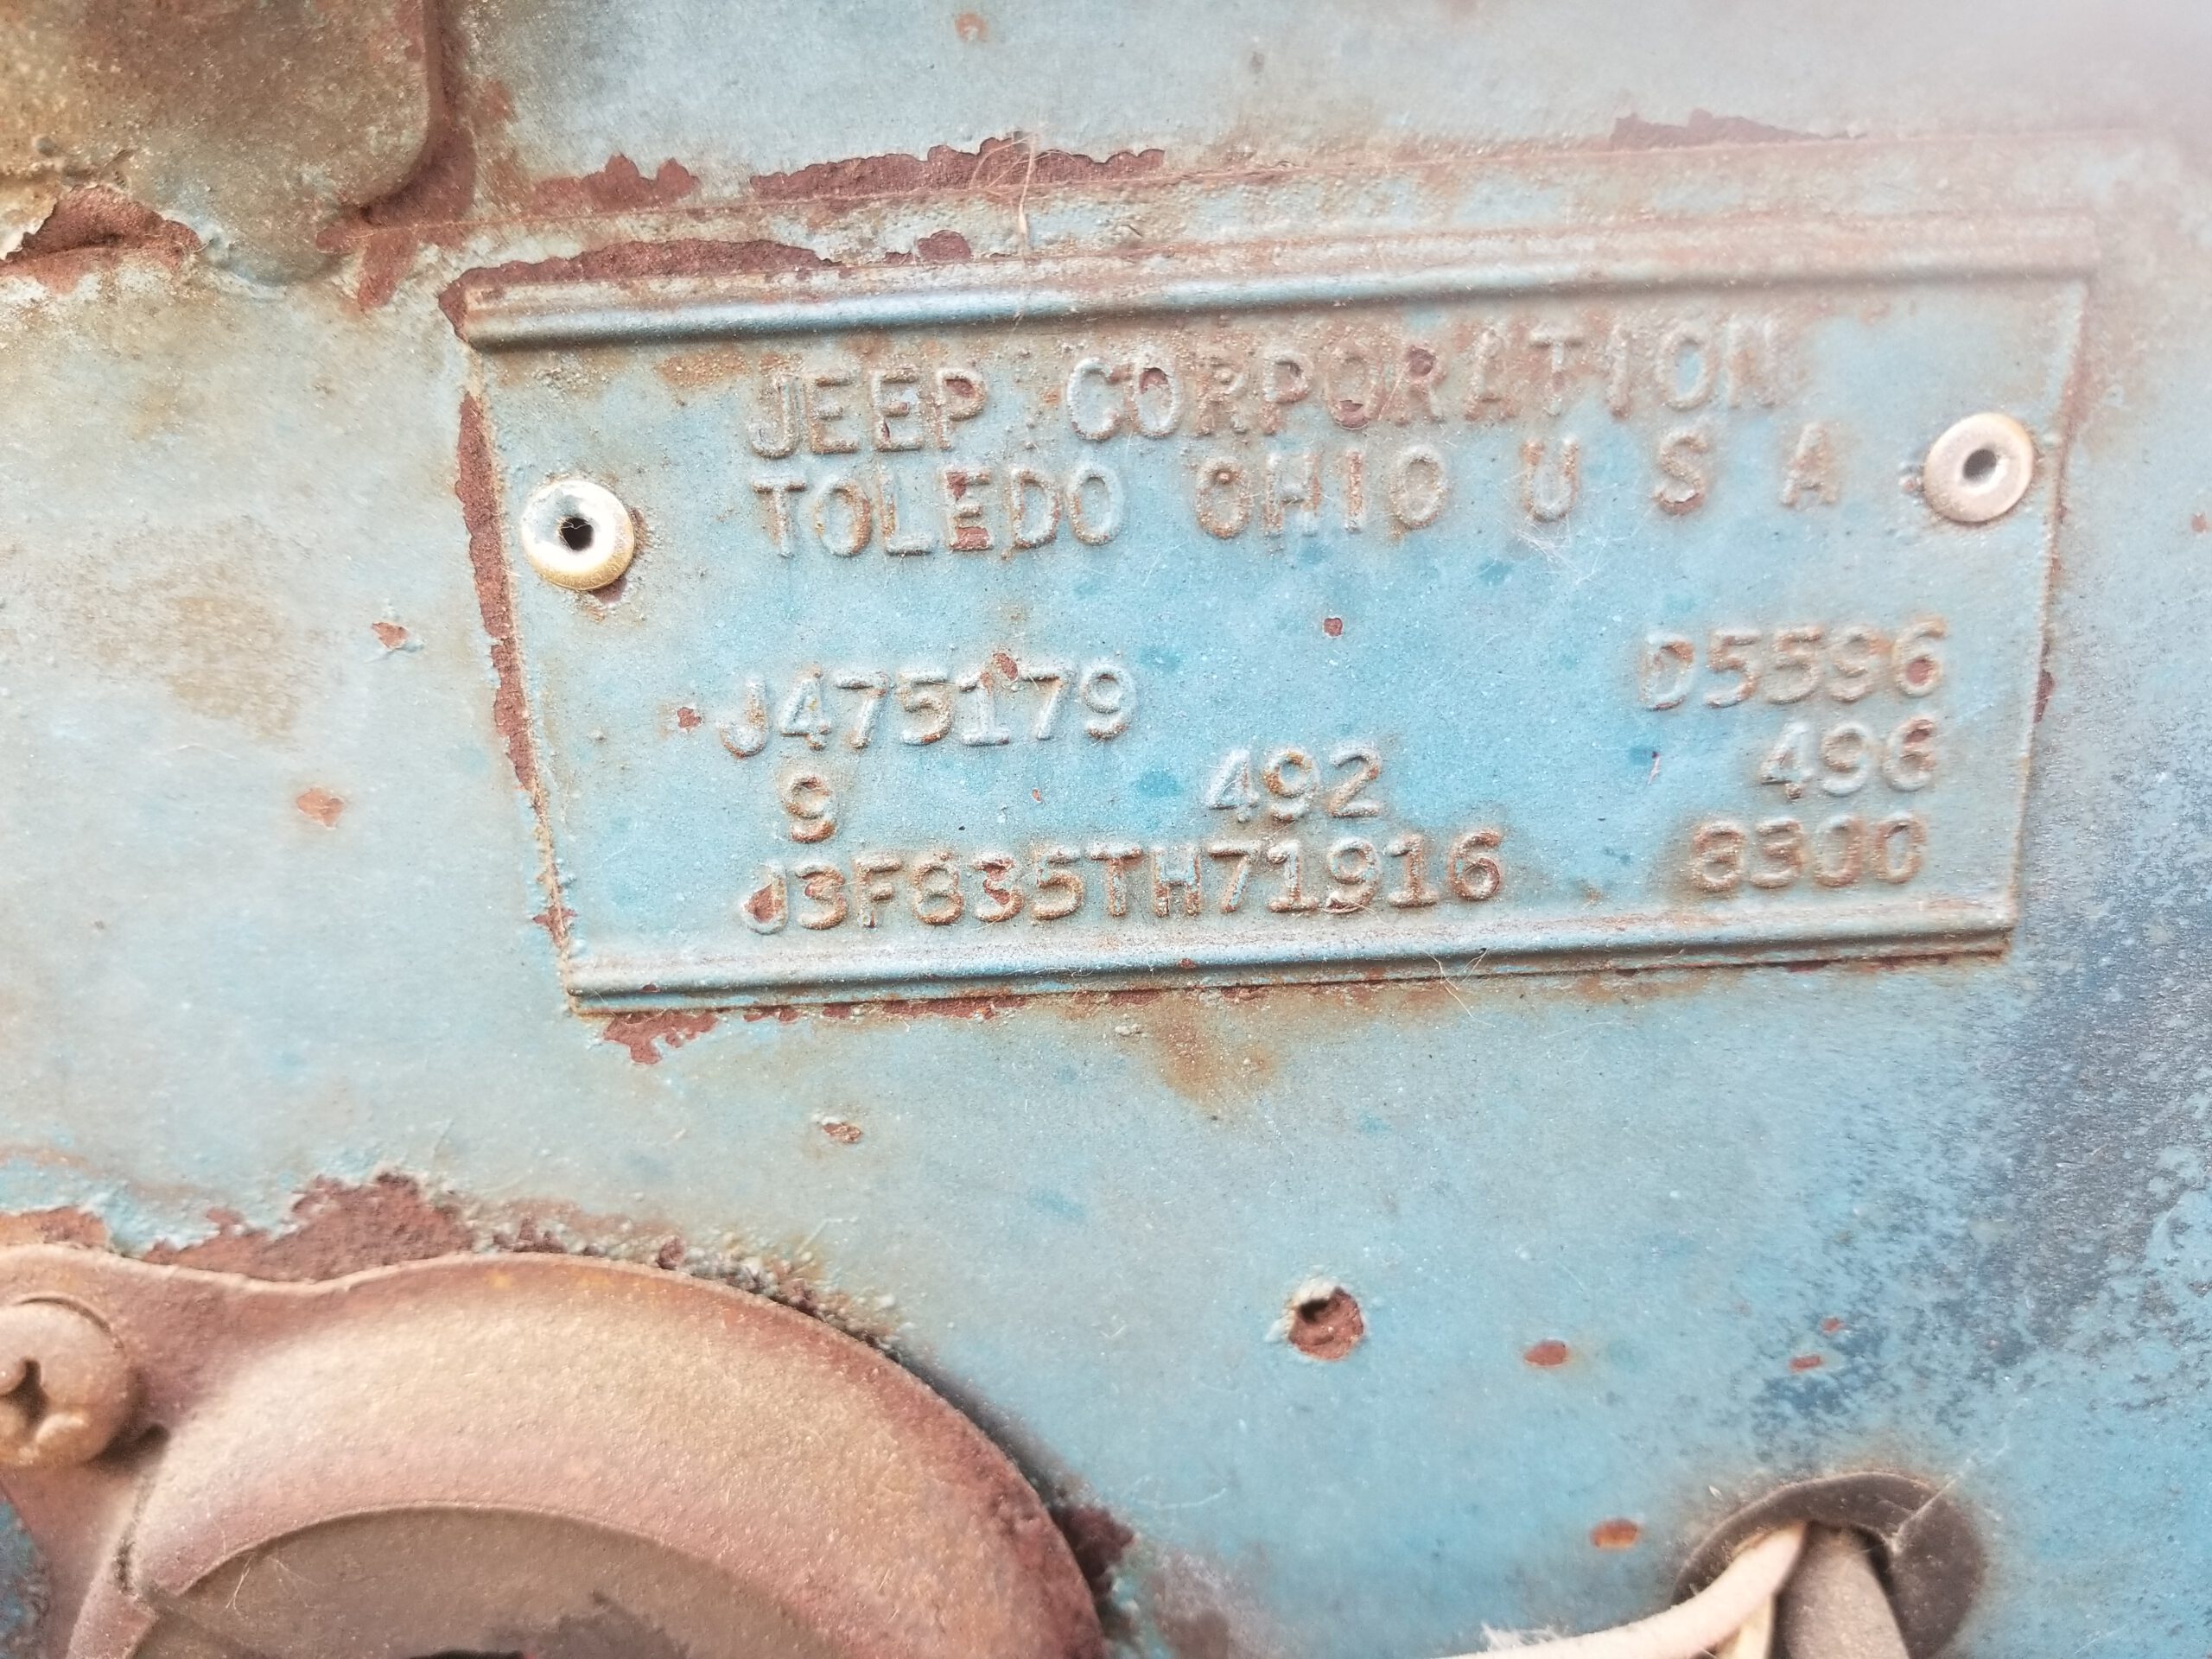 JEEP CORPORATION
TOLEDO OHIO U S A
J475179 D5596
9 492 496
J3F835TH71916 8300